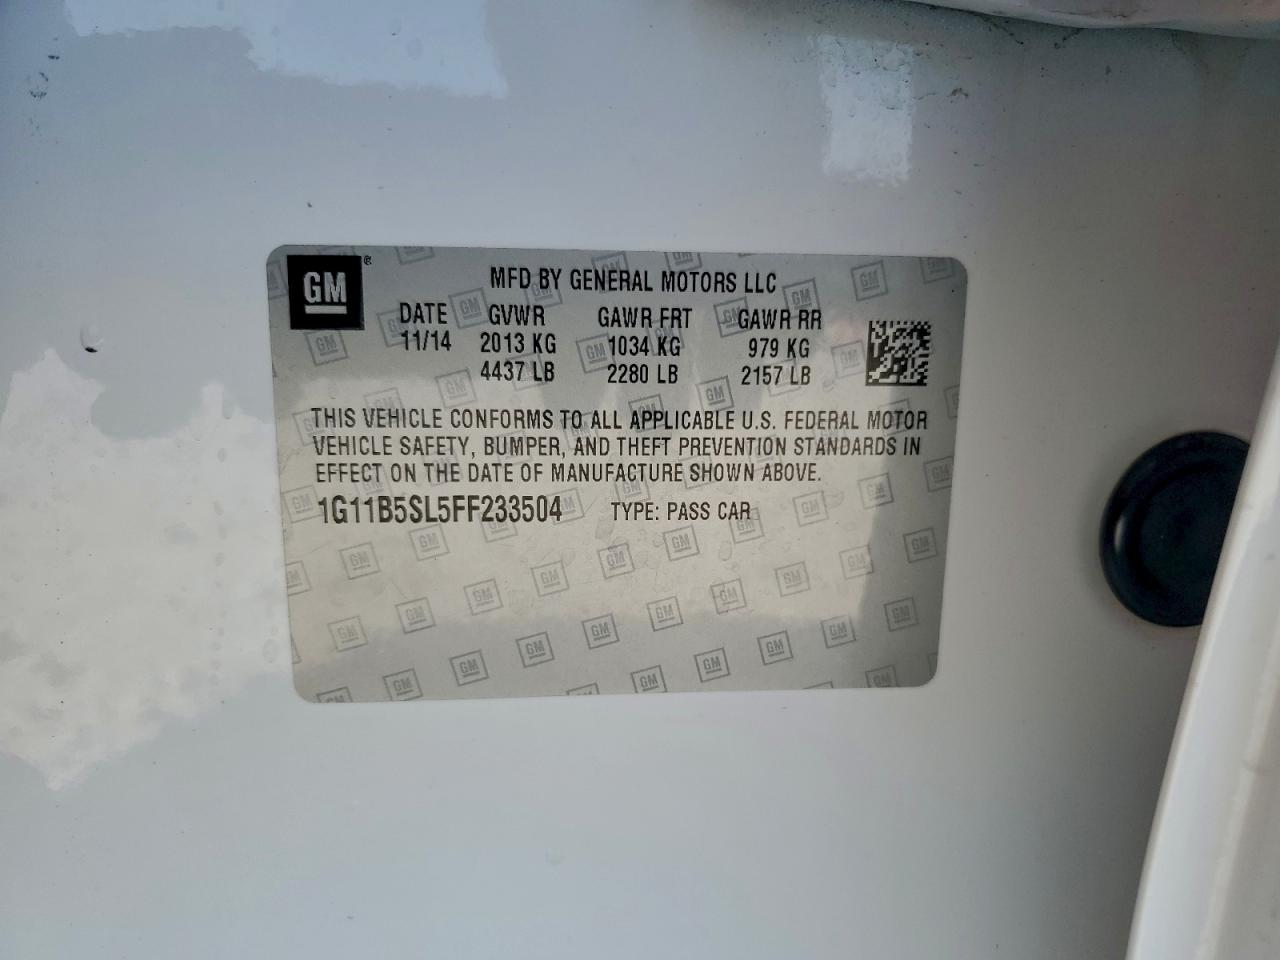 GM®
MFD BY GENERAL MOTORS LLC
DATE GVWR GAWR FRT GAWR RR
11/14 2013 KG 1034 KG 979 KG
4437 LB 2280 LB 2157 LB
THIS VEHICLE CONFORMS TO ALL APPLICABLE U.S. FEDERAL MOTOR
VEHICLE SAFETY, BUMPER, AND THEFT PREVENTION STANDARDS IN
EFFECT ON THE DATE OF MANUFACTURE SHOWN ABOVE.
1G11B5SL5FF233504 TYPE: PASS CAR